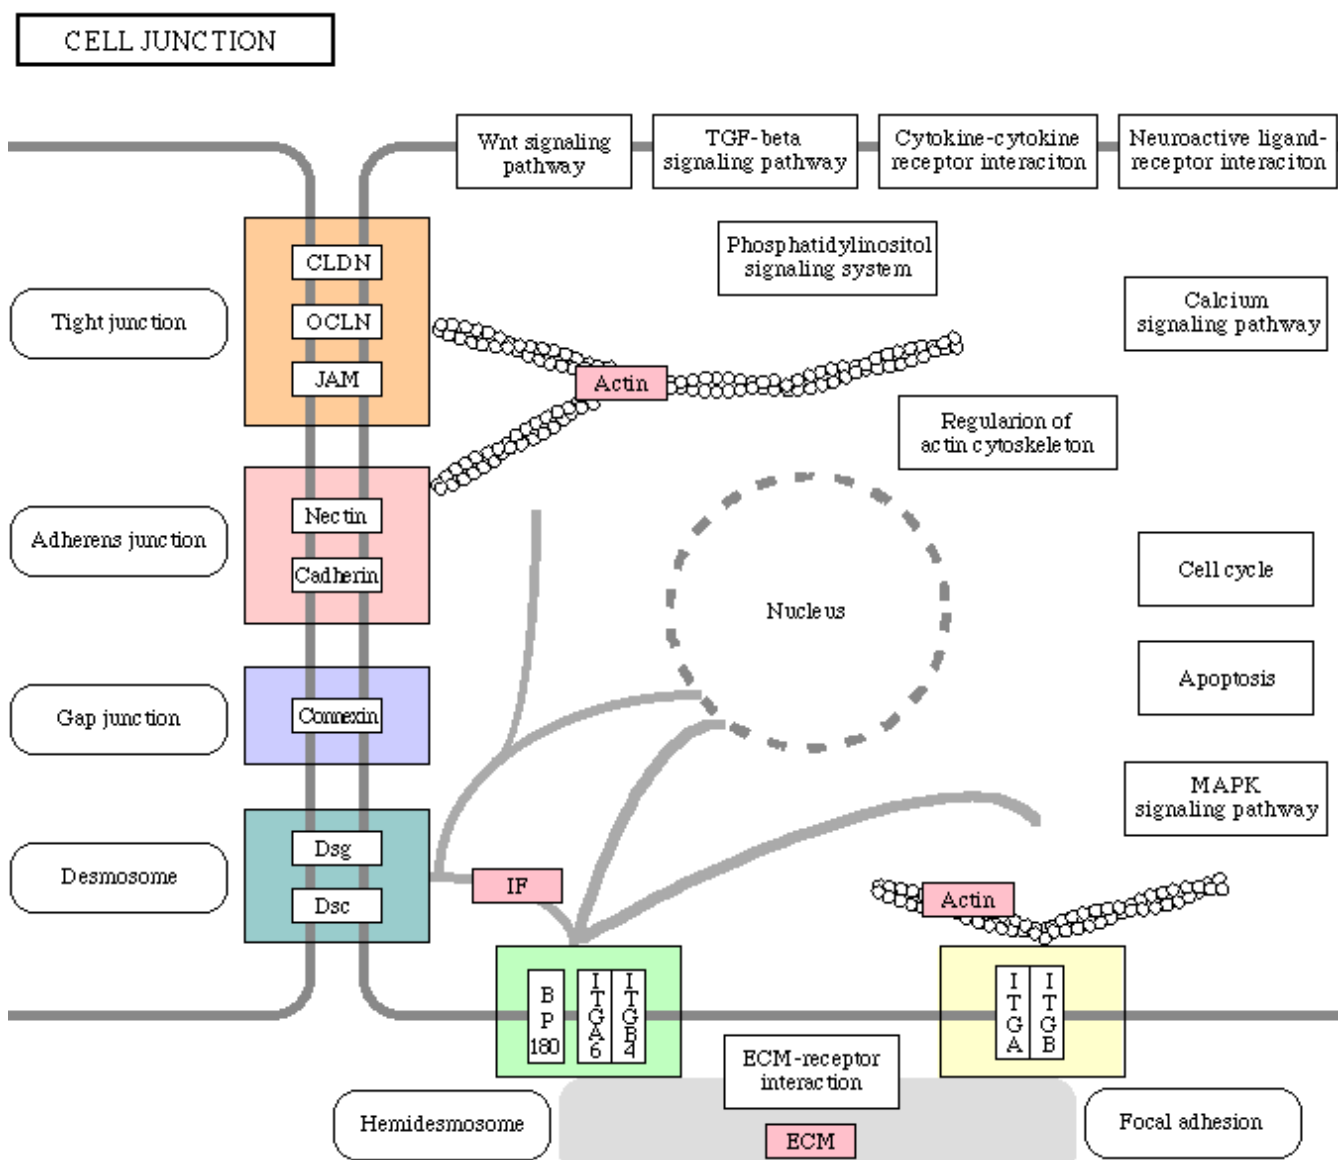 CELL JUNCTION
Wnt signaling
pathway
TGF-beta
signaling pathway
Cytokine-cytokine
receptor interaciton
Neuroactive ligand-
receptor interaciton
Phosphatidylinositol
signaling system
Calcium
signaling pathway
CLDN
Tight junction
OCLN
JAM
Actin
Regularion of
actin cytoskeleton
Nectin
Adherens junction
Cadherin
Cell cycle
Nucleus
Apoptosis
Gap junction
Connexin
MAPK
signaling pathway
Dsg
Desmosome
Dsc
IF
Actin
BP180
ITGA6
ITGB4
ITGA
ITGB
ECM-receptor
interaction
Hemidesmosome
Focal adhesion
ECM